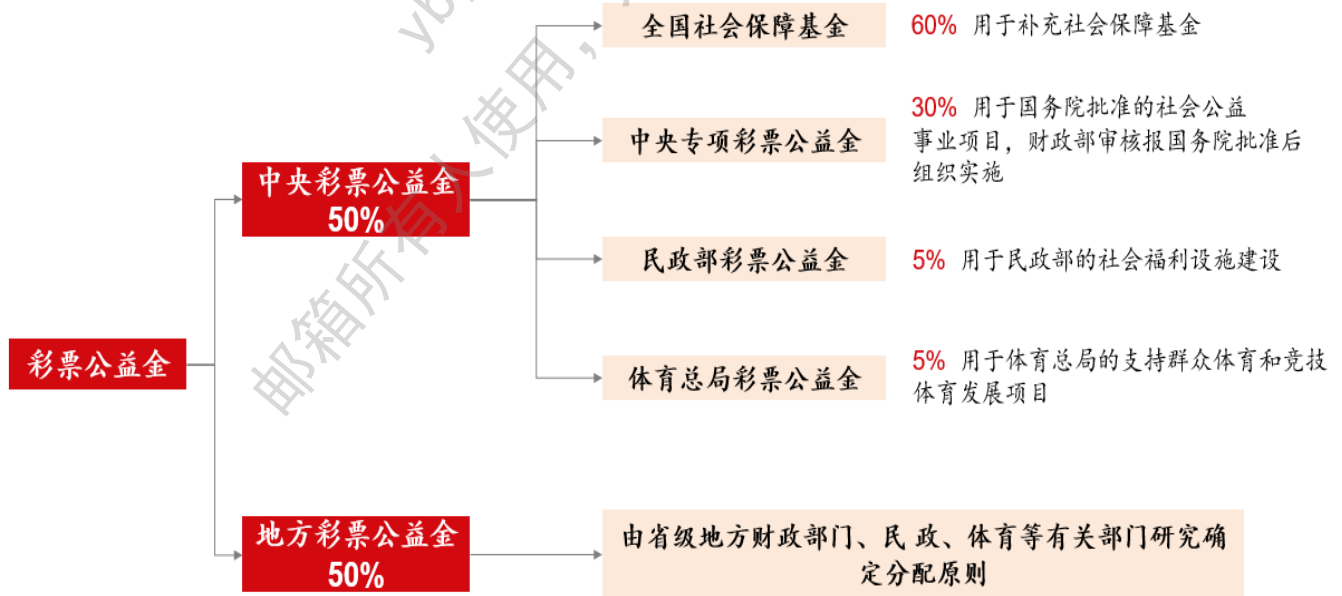 全国社会保障基金
60% 用于补充社会保障基金
中央专项彩票公益金
30% 用于国务院批准的社会公益
事业项目，财政部审核报国务院批准后
组织实施
中央彩票公益金
50%
民政部彩票公益金
5% 用于民政部的社会福利设施建设
彩票公益金
体育总局彩票公益金
5% 用于体育总局的支持群众体育和竞技
体育发展项目
地方彩票公益金
50%
由省级地方财政部门、民 政、体育等有关部门研究确
定分配原则
邮箱所有人使用，